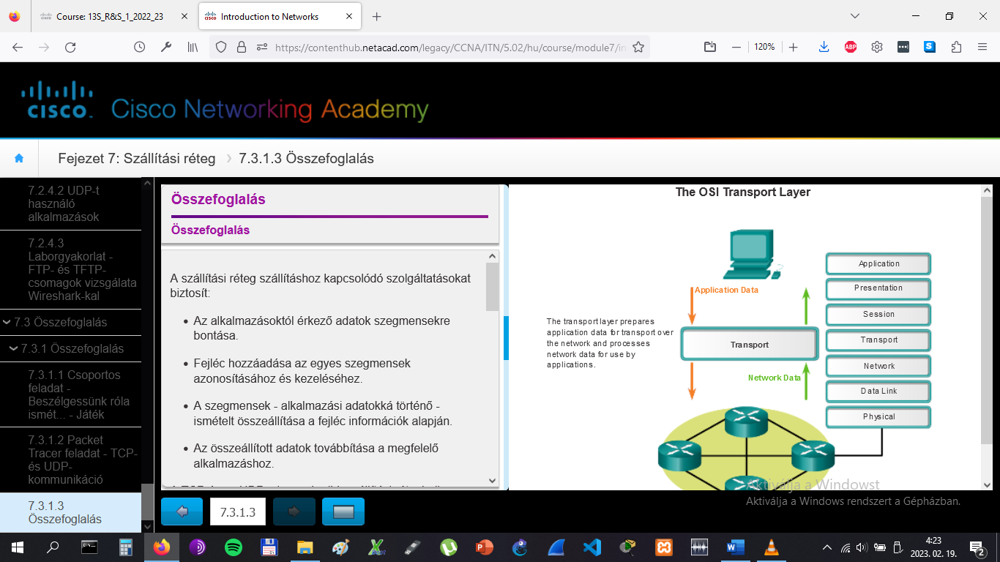 Course: 13S_R&S_1_2022_23
Introduction to Networks
https://contenthub.netacad.com/legacy/CCNA/ITN/5.02/hu/course/module7/in
120%
ABP
S
CISCO
Cisco Networking Academy
Fejezet 7: Szállítási réteg
7.3.1.3 Összefoglalás
7.2.4.2 UDP-t
használó
alkalmazások
7.2.4.3
Laborgyakorlat -
FTP- és TFTP-
csomagok vizsgálata
Wireshark-kal
7.3 Összefoglalás
7.3.1 Összefoglalás
7.3.1.1 Csoportos
feladat -
Beszélgessünk róla
ismét... - Játék
7.3.1.2 Packet
Tracer feladat - TCP-
és UDP-
kommunikáció
7.3.1.3
Összefoglalás
Összefoglalás
Összefoglalás
A szállítási réteg szállításhoz kapcsolódó szolgáltatásokat
biztosít:
Az alkalmazásoktól érkező adatok szegmensekre
bontása.
Fejléc hozzáadása az egyes szegmensek
azonosításához és kezeléséhez.
A szegmensek - alkalmazási adatokká történő -
ismételt összeállítása a fejléc információk alapján.
Az összeállított adatok továbbítása a megfelelő
alkalmazáshoz.
7.3.1.3
The OSI Transport Layer
Application Data
The transport layer prepares
application data for transport over
the network and processes
network data for use by
applications.
Transport
Network Data
Application
Presentation
Session
Transport
Network
Data Link
Physical
Aktiválja a Windowst
Aktiválja a Windows rendszert a Gépházban.
4:23
2023. 02. 19.
2